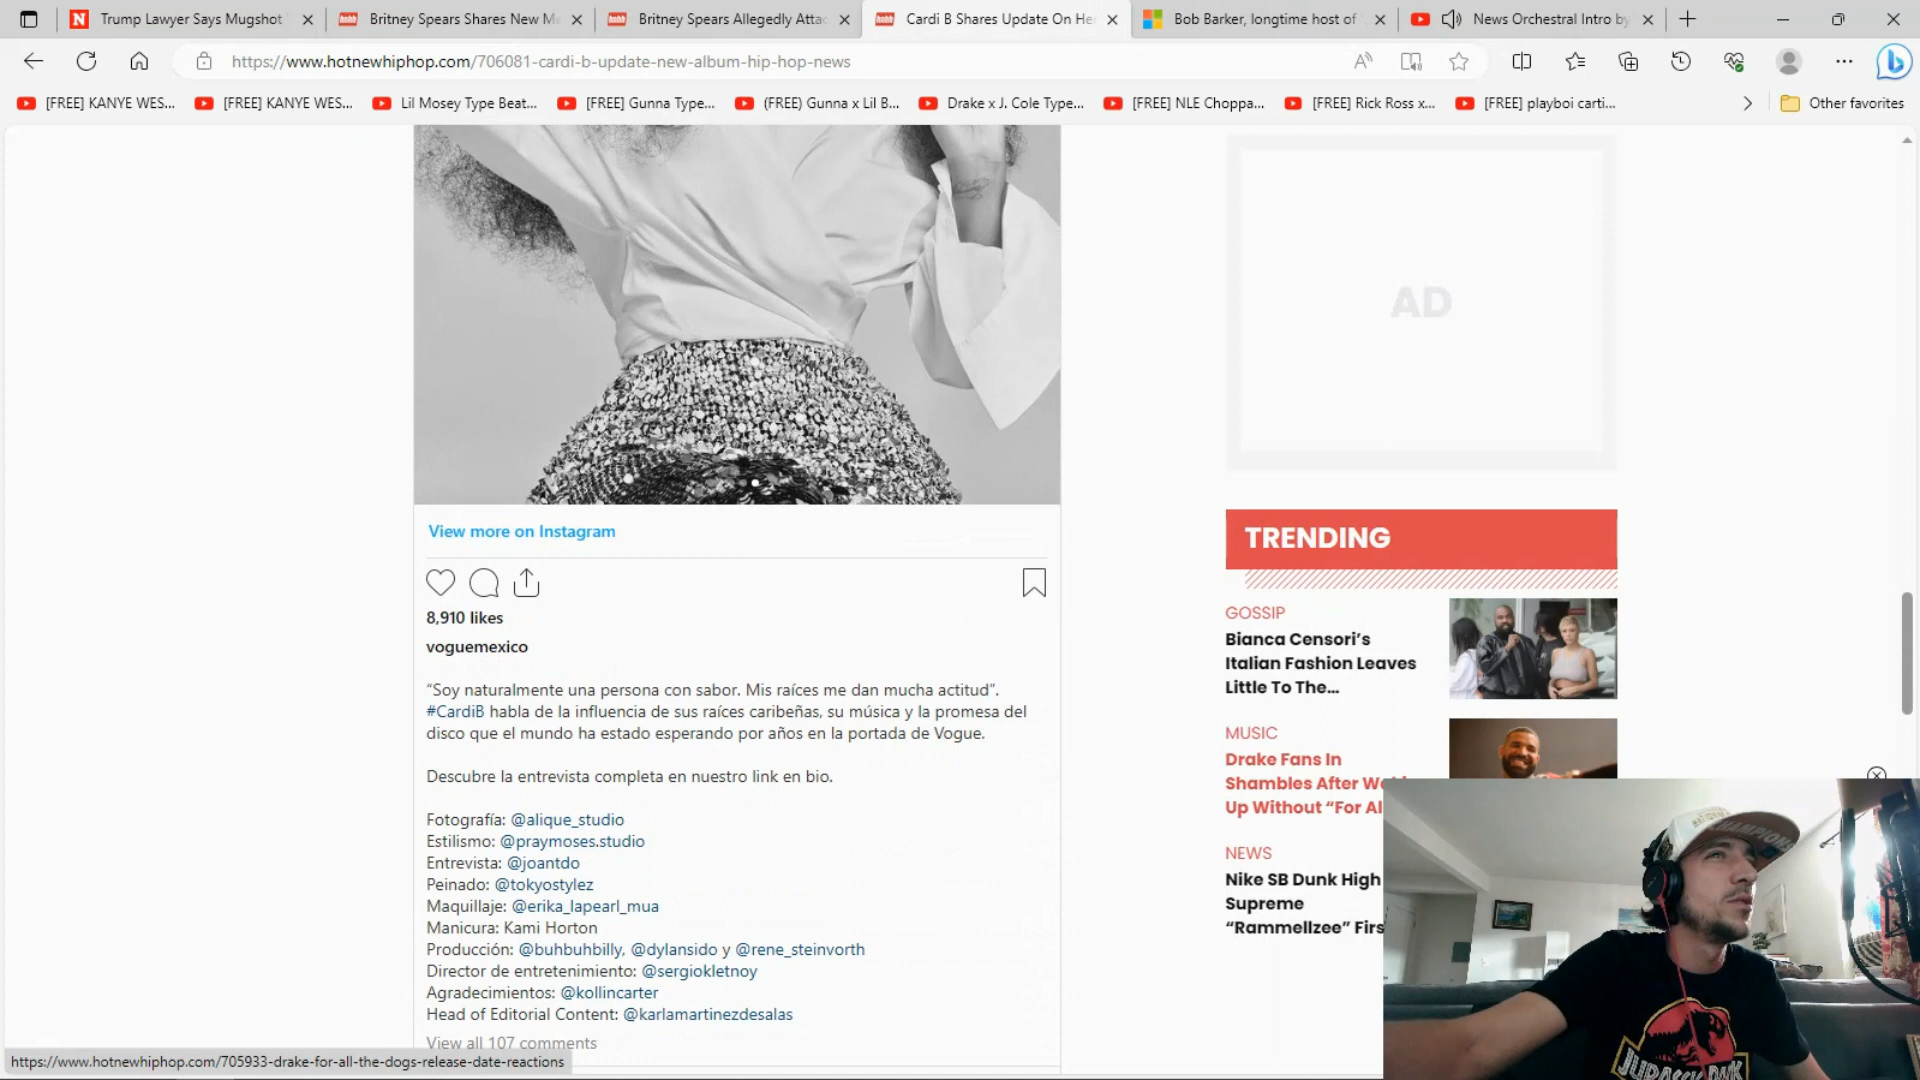 Trump Lawyer Says Mugshot
Britney Spears Shares New M
Britney Spears Allegedly Attac
Cardi B Shares Update On He
Bob Barker, longtime host of
News Orchestral Intro by
https://www.hotnewhiphop.com/706081-cardi-b-update-new-album-hip-hop-news
[FREE] KANYE WES...
[FREE] KANYE WES...
Lil Mosey Type Beat...
[FREE] Gunna Type...
(FREE) Gunna x Lil B...
Drake x J. Cole Type...
[FREE] NLE Choppa...
[FREE] Rick Ross x...
[FREE] playboi carti...
Other favorites
AD
View more on Instagram
8,910 likes
voguemexico
“Soy naturalmente una persona con sabor. Mis raíces me dan mucha actitud”.
#CardiB habla de la influencia de sus raíces caribeñas, su música y la promesa del
disco que el mundo ha estado esperando por años en la portada de Vogue.
Descubre la entrevista completa en nuestro link en bio.
Fotografía: @alique_studio
Estilismo: @praymoses.studio
Entrevista: @joantdo
Peinado: @tokyostylez
Maquillaje: @erika_lapearl_mua
Manicura: Kami Horton
Producción: @buhbuhbilly, @dylansido y @rene_steinvorth
Director de entretenimiento: @sergiokletnoy
Agradecimientos: @kollincarter
Head of Editorial Content: @karlamartinezdesalas
View all 107 comments
https://www.hotnewhiphop.com/705933-drake-for-all-the-dogs-release-date-reactions
TRENDING
GOSSIP
Bianca Censori’s
Italian Fashion Leaves
Little To The...
MUSIC
Drake Fans In
Shambles After W
Up Without “For Al
NEWS
Nike SB Dunk High
Supreme
“Rammellzee” Firs
CHAMPIONS
JURASSIC PARK